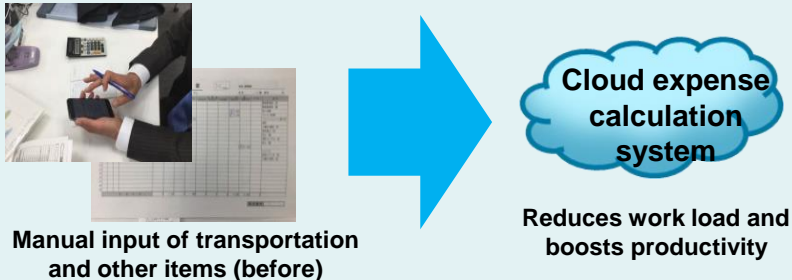 Manual input of transportation
and other items (before)
Cloud expense
calculation
system
Reduces work load and
boosts productivity